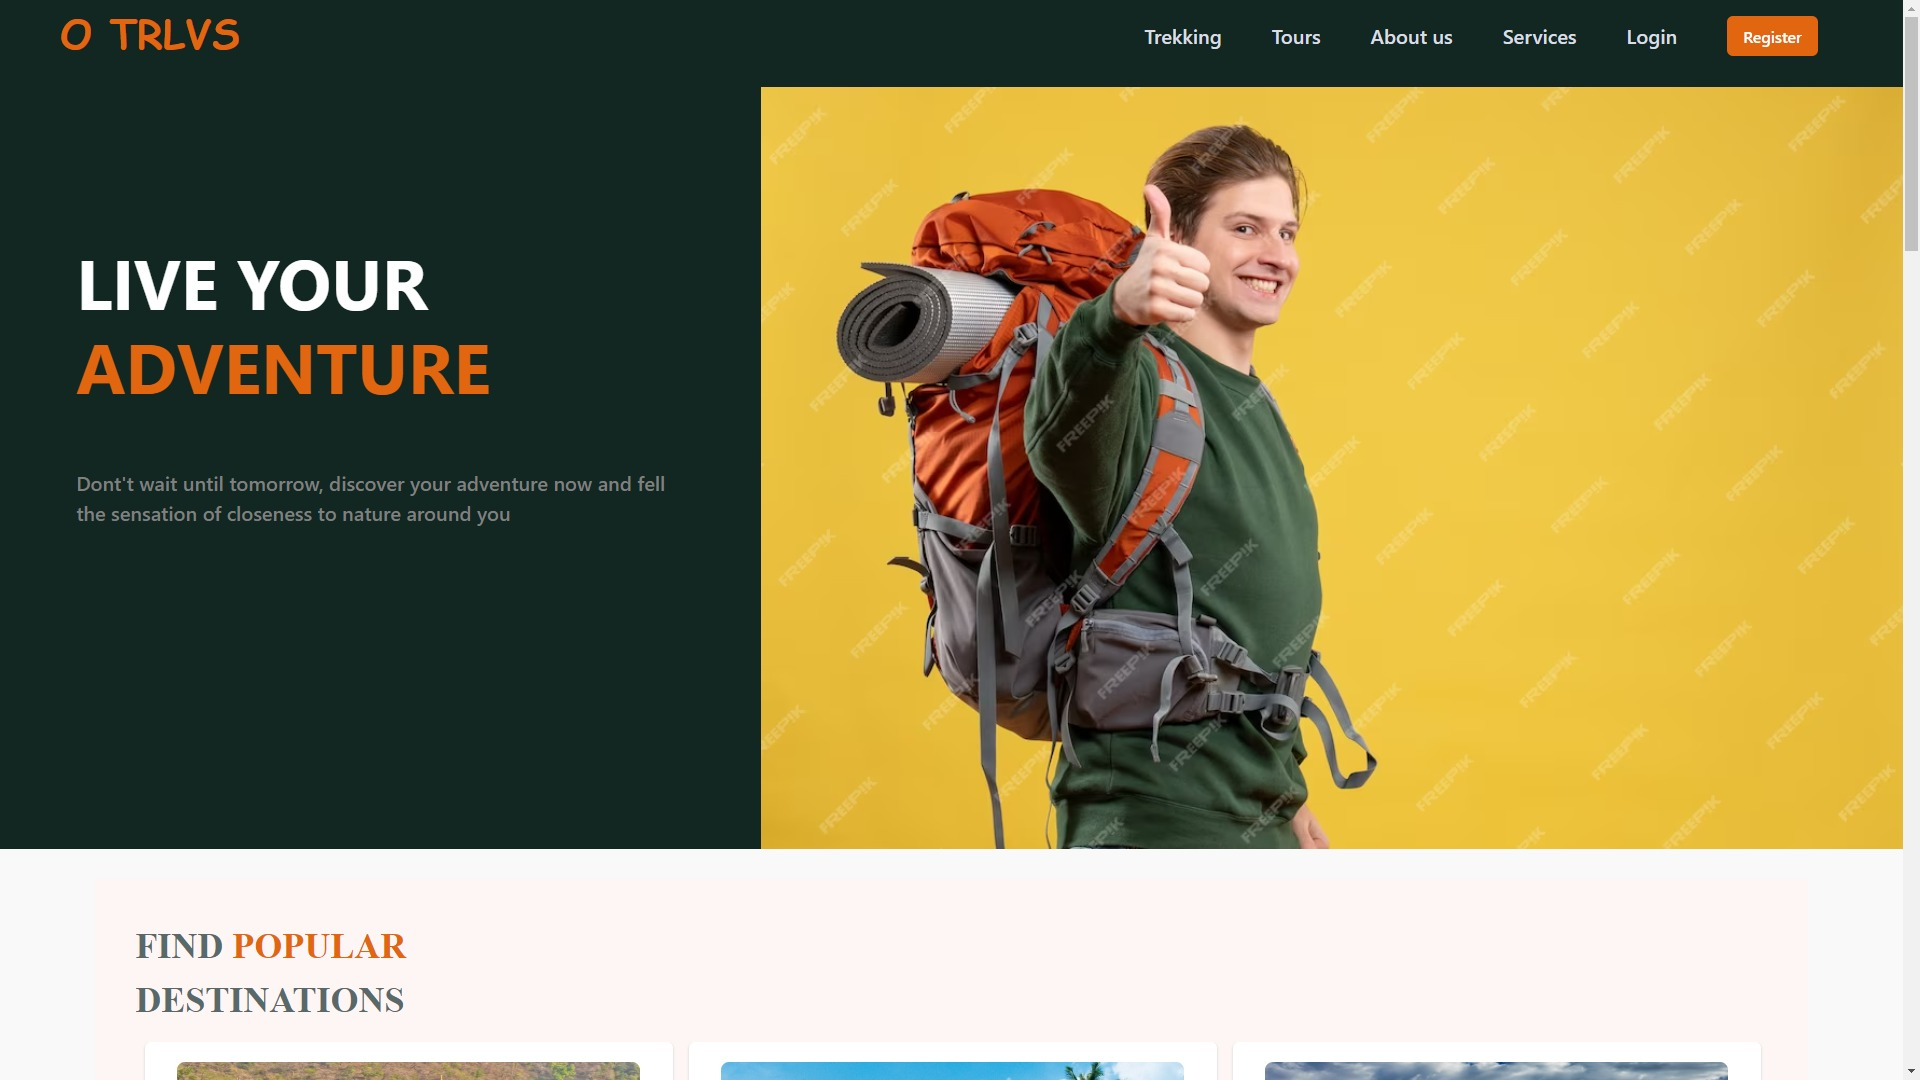 O TRLVS
Trekking
Tours
About us
Services
Login
Register
LIVE YOUR
ADVENTURE
Dont't wait until tomorrow, discover your adventure now and fell
the sensation of closeness to nature around you
FREEPIK
FIND POPULAR
DESTINATIONS